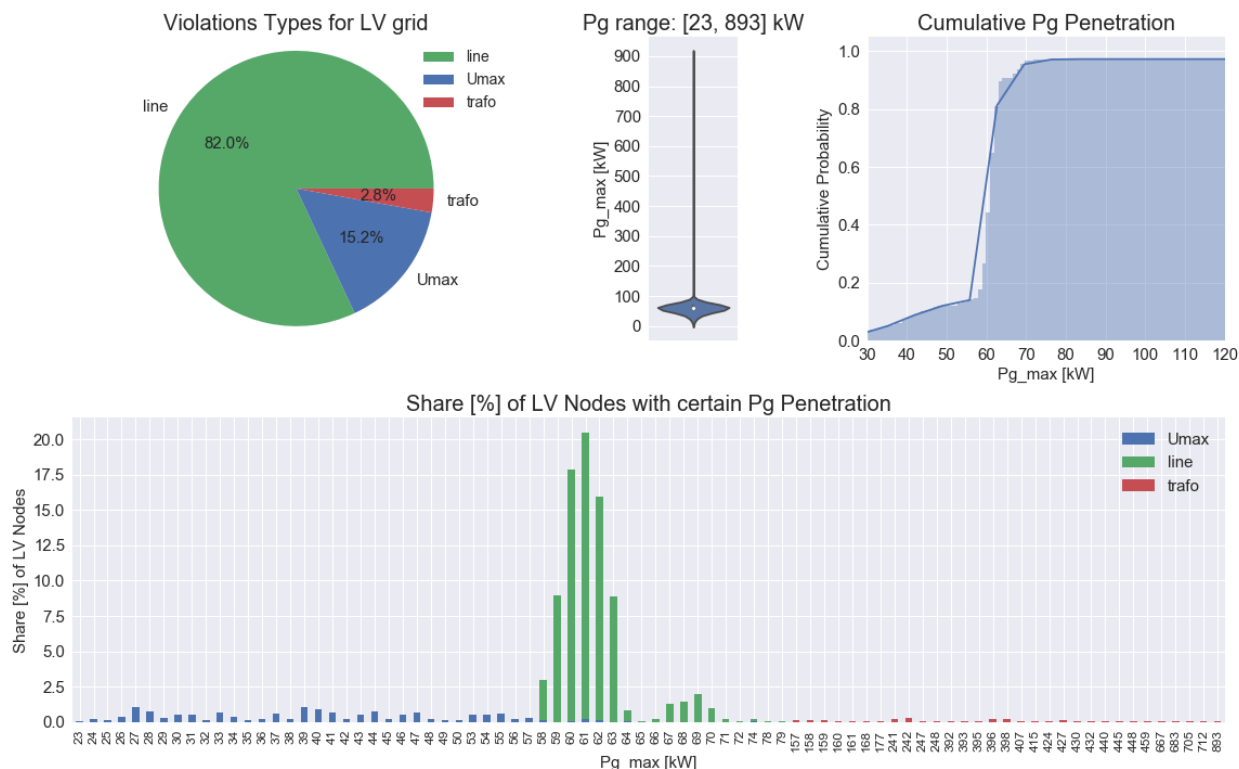 Violations Types for LV grid
line
Umax
trafo
line
82.0%
2.8%
trafo
15.2%
Umax
Pg range: [23, 893] kW
900
800
700
600
500
400
300
200
100
0
Pg_max [kW]
Cumulative Pg Penetration
1.0
0.8
0.6
0.4
0.2
0.0
Cumulative Probability
30 40 50 60 70 80 90 100 110 120
Pg_max [kW]
Share [%] of LV Nodes with certain Pg Penetration
20.0
17.5
15.0
12.5
10.0
7.5
5.0
2.5
0.0
Share [%] of LV Nodes
Umax
line
trafo
23 24 25 26 27 28 29 30 31 32 33 34 35 36 37 38 39 40 41 42 43 44 45 46 47 48 49 50 53 54 55 56 57 58 59 60 61 62 63 64 65 66 67 68 69 70 71 72 74 78 79 157 158 159 160 161 168 177 241 242 247 248 392 393 395 396 398 407 415 424 427 430 432 440 445 448 459 667 683 705 712 893
Pg_max [kW]